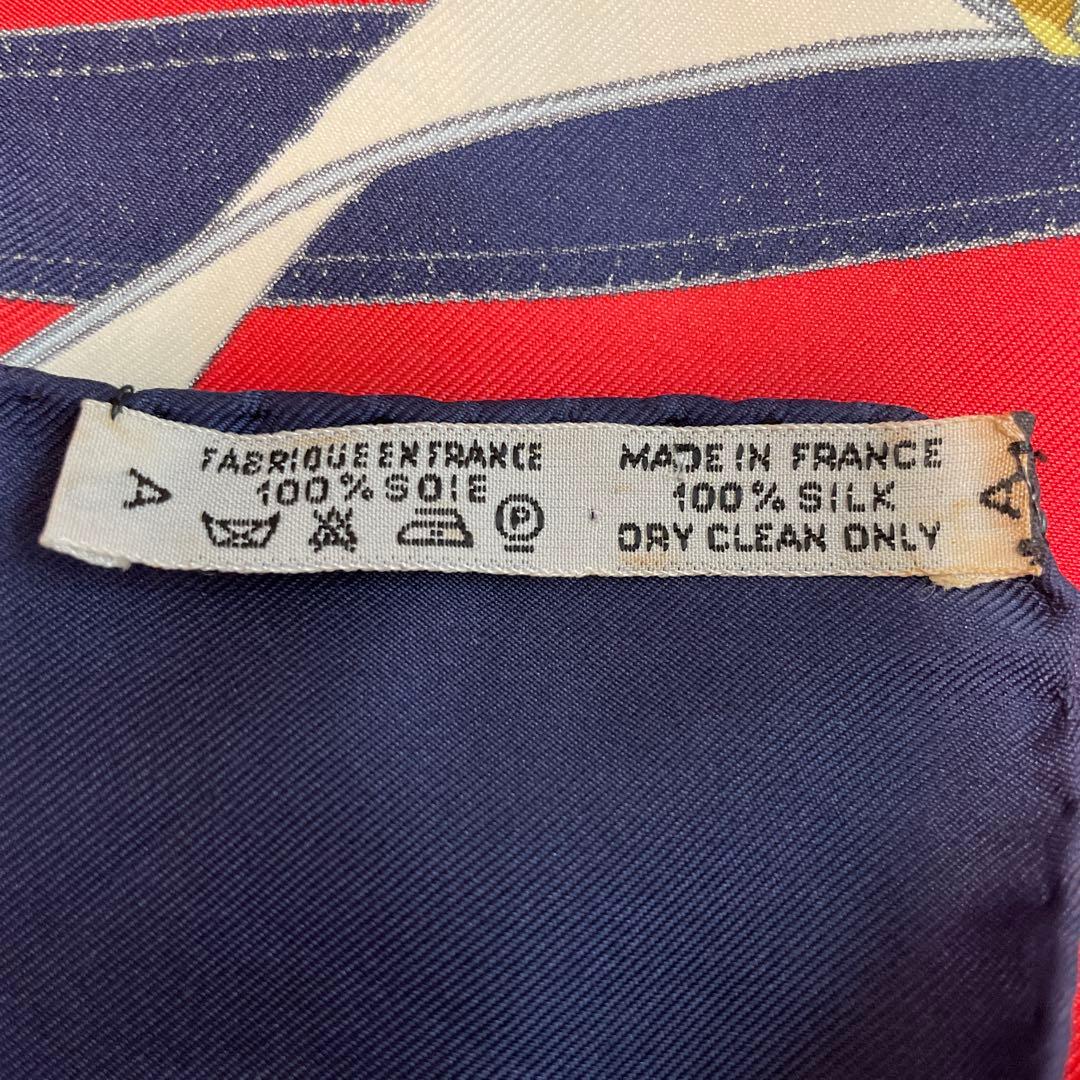 A
FABRIQUE EN FRANCE
100% SOIE
P
MADE IN FRANCE
100% SILK
DRY CLEAN ONLY
A